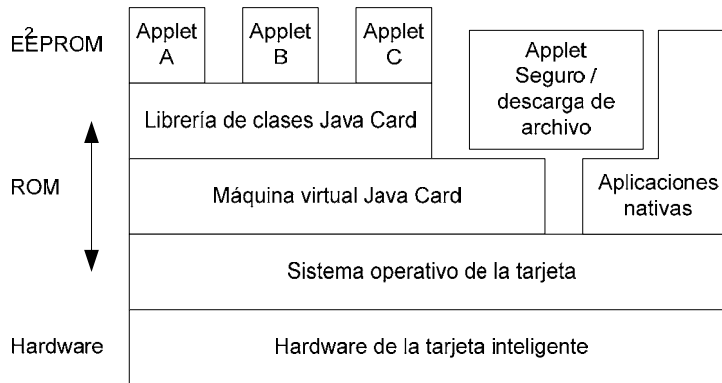 E²EPROM
Applet
A
Applet
B
Applet
C
Applet
Seguro /
descarga de
archivo
Librería de clases Java Card
ROM
Máquina virtual Java Card
Aplicaciones
nativas
Sistema operativo de la tarjeta
Hardware
Hardware de la tarjeta inteligente